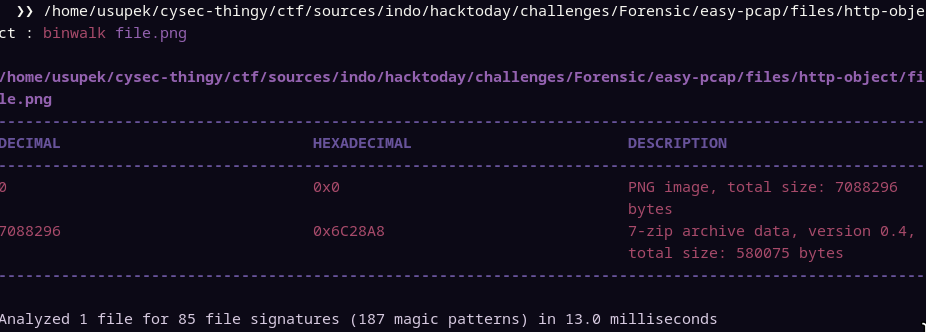 ❯❯ /home/usupek/cysec-thingy/ctf/sources/indo/hacktoday/challenges/Forensic/easy-pcap/files/http-obje
ct : binwalk file.png
/home/usupek/cysec-thingy/ctf/sources/indo/hacktoday/challenges/Forensic/easy-pcap/files/http-object/fi
le.png
DECIMAL HEXADECIMAL DESCRIPTION
0 0x0 PNG image, total size: 7088296
bytes
7088296 0x6C28A8 7-zip archive data, version 0.4,
total size: 580075 bytes
Analyzed 1 file for 85 file signatures (187 magic patterns) in 13.0 milliseconds